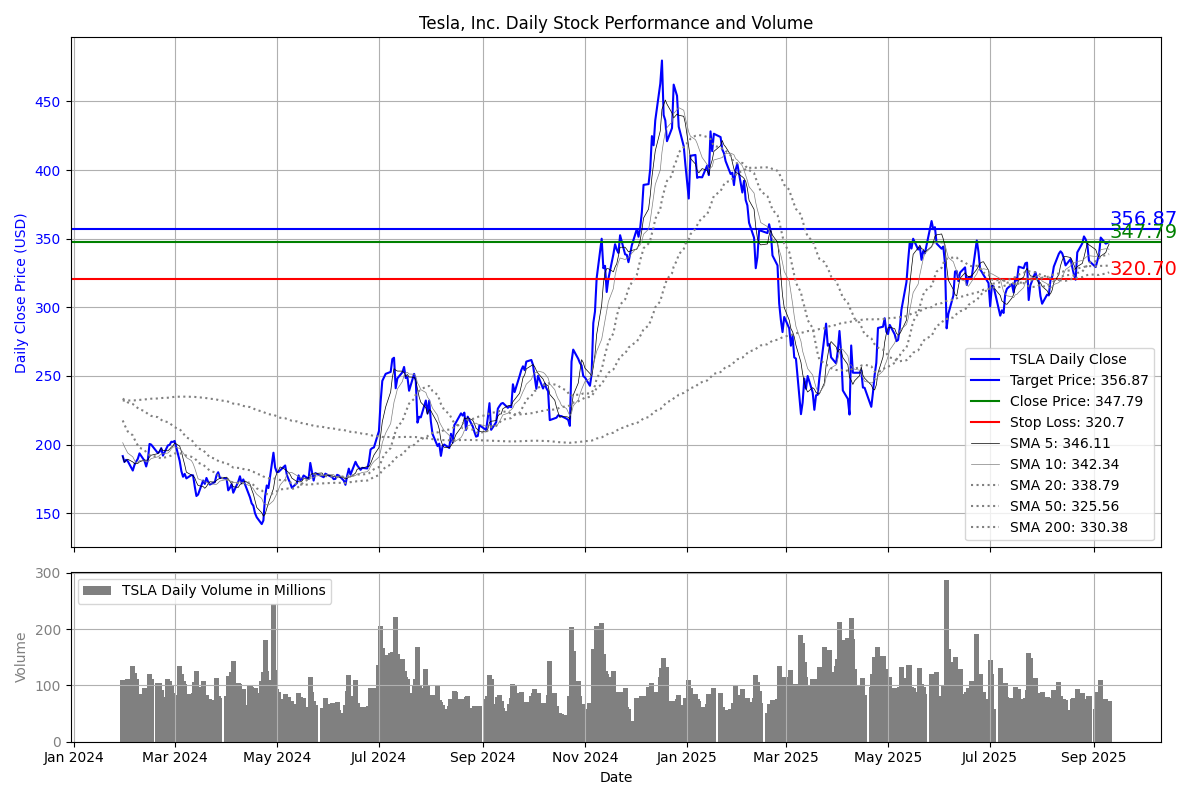 Tesla, Inc. Daily Stock Performance and Volume
Daily Close Price (USD)
450
400
350
300
250
200
150
356.87
347.79
320.70
TSLA Daily Close
Target Price: 356.87
Close Price: 347.79
Stop Loss: 320.7
SMA 5: 346.11
SMA 10: 342.34
SMA 20: 338.79
SMA 50: 325.56
SMA 200: 330.38
Volume
300
200
100
0
TSLA Daily Volume in Millions
Jan 2024 Mar 2024 May 2024 Jul 2024 Sep 2024 Nov 2024 Jan 2025 Mar 2025 May 2025 Jul 2025 Sep 2025
Date